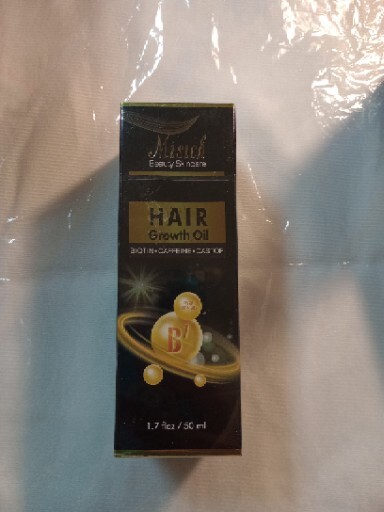 Beauty Skincare
HAIR
Growth Oil
BIOTIN • CAFFEINE • CASTOR
B7
1.7 floz / 50 ml